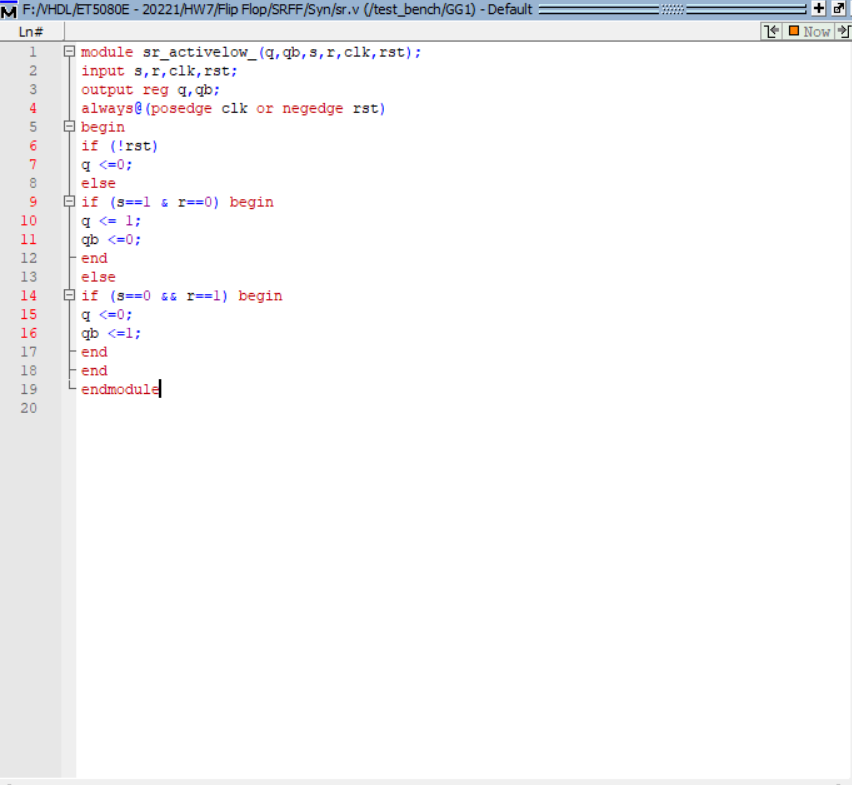 F:/VHDL/ET5080E - 20221/HW7/Flip Flop/SRFF/Syn/sr.v (/test_bench/GG1) - Default
Ln#
Now
1 module sr_activelow_(q,qb,s,r,clk,rst);
2 input s,r,clk,rst;
3 output reg q,qb;
4 always@(posedge clk or negedge rst)
5 begin
6 if (!rst)
7 q <=0;
8 else
9 if (s==1 & r==0) begin
10 q <= 1;
11 qb <=0;
12 end
13 else
14 if (s==0 && r==1) begin
15 q <=0;
16 qb <=1;
17 end
18 end
19 endmodule
20